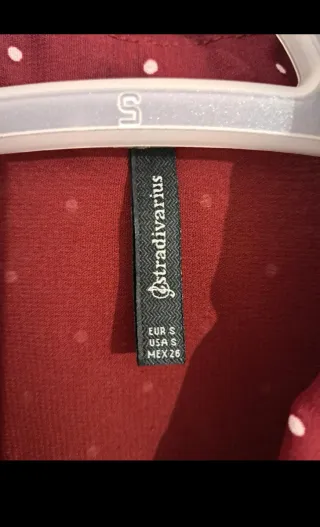 S
stradivarius
EUR S
USA S
MEX 26